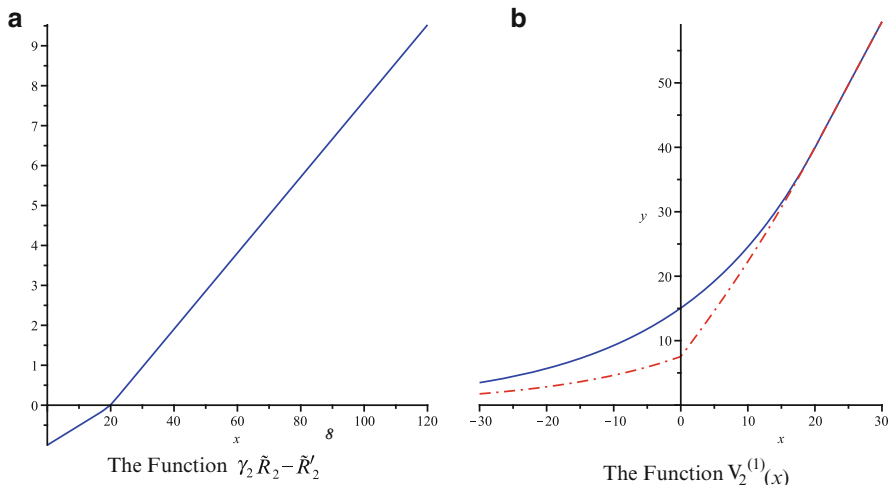 a
9
8
7
6
5
4
3
2
1
0
20 40 60 80 100 120
x
8
The Function γ₂ R̃₂ − R̃′₂
b
50
40
y
30
20
10
−30 −20 −10 0 10 20 30
x
The Function V₂⁽¹⁾(x)